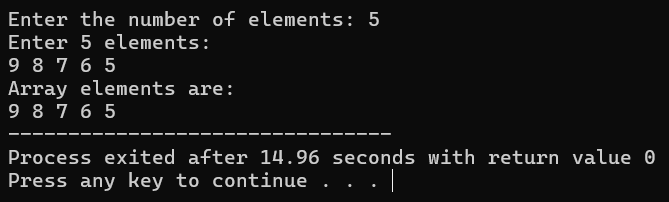 Enter the number of elements: 5
Enter 5 elements:
9 8 7 6 5
Array elements are:
9 8 7 6 5
--------------------------------
Process exited after 14.96 seconds with return value 0
Press any key to continue . . .